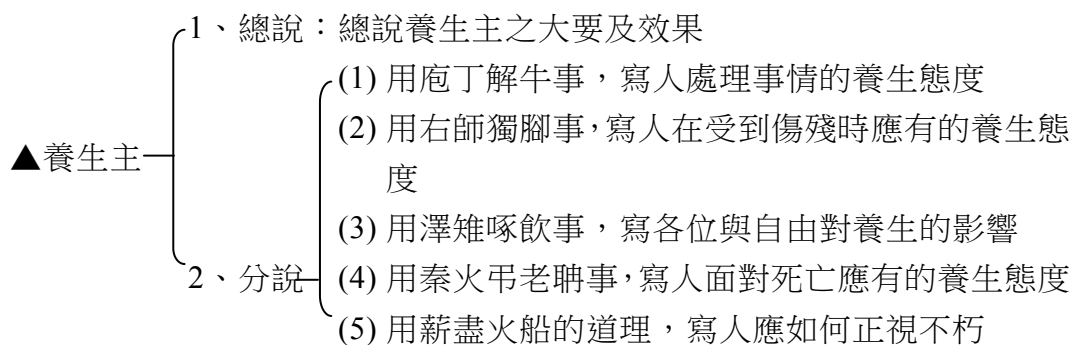 ▲養生主
1、總說：總說養生主之大要及效果
2、分說
(1) 用庖丁解牛事，寫人處理事情的養生態度
(2) 用右師獨腳事，寫人在受到傷殘時應有的養生態
度
(3) 用澤雉啄飲事，寫各位與自由對養生的影響
(4) 用秦火弔老聃事，寫人面對死亡應有的養生態度
(5) 用薪盡火船的道理，寫人應如何正視不朽